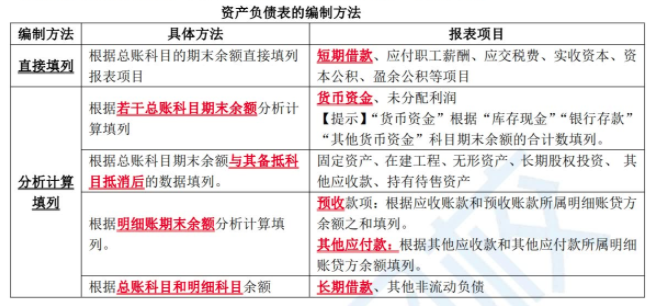 资产负债表的编制方法
编制方法 具体方法 报表项目
直接填列
根据总账科目的期末余额直接填列
报表项目
短期借款、应付职工薪酬、应交税费、实收资本、资
本公积、盈余公积等项目
分析计算
填列
根据若干总账科目期末余额分析计
算填列
货币资金、未分配利润
【提示】“货币资金”根据“库存现金”“银行存款”
“其他货币资金”科目期末余额的合计数填列。
根据总账科目期末余额与其备抵科
目抵消后的数据填列。
固定资产、在建工程、无形资产、长期股权投资、 其
他应收款、持有待售资产
根据明细账期末余额分析计算填
列。
预收款项：根据应收账款和预收账款所属明细账贷方
余额之和填列。
其他应付款：根据其他应收款和其他应付款所属明细
账贷方余额填列。
根据总账科目和明细科目余额
长期借款、其他非流动负债